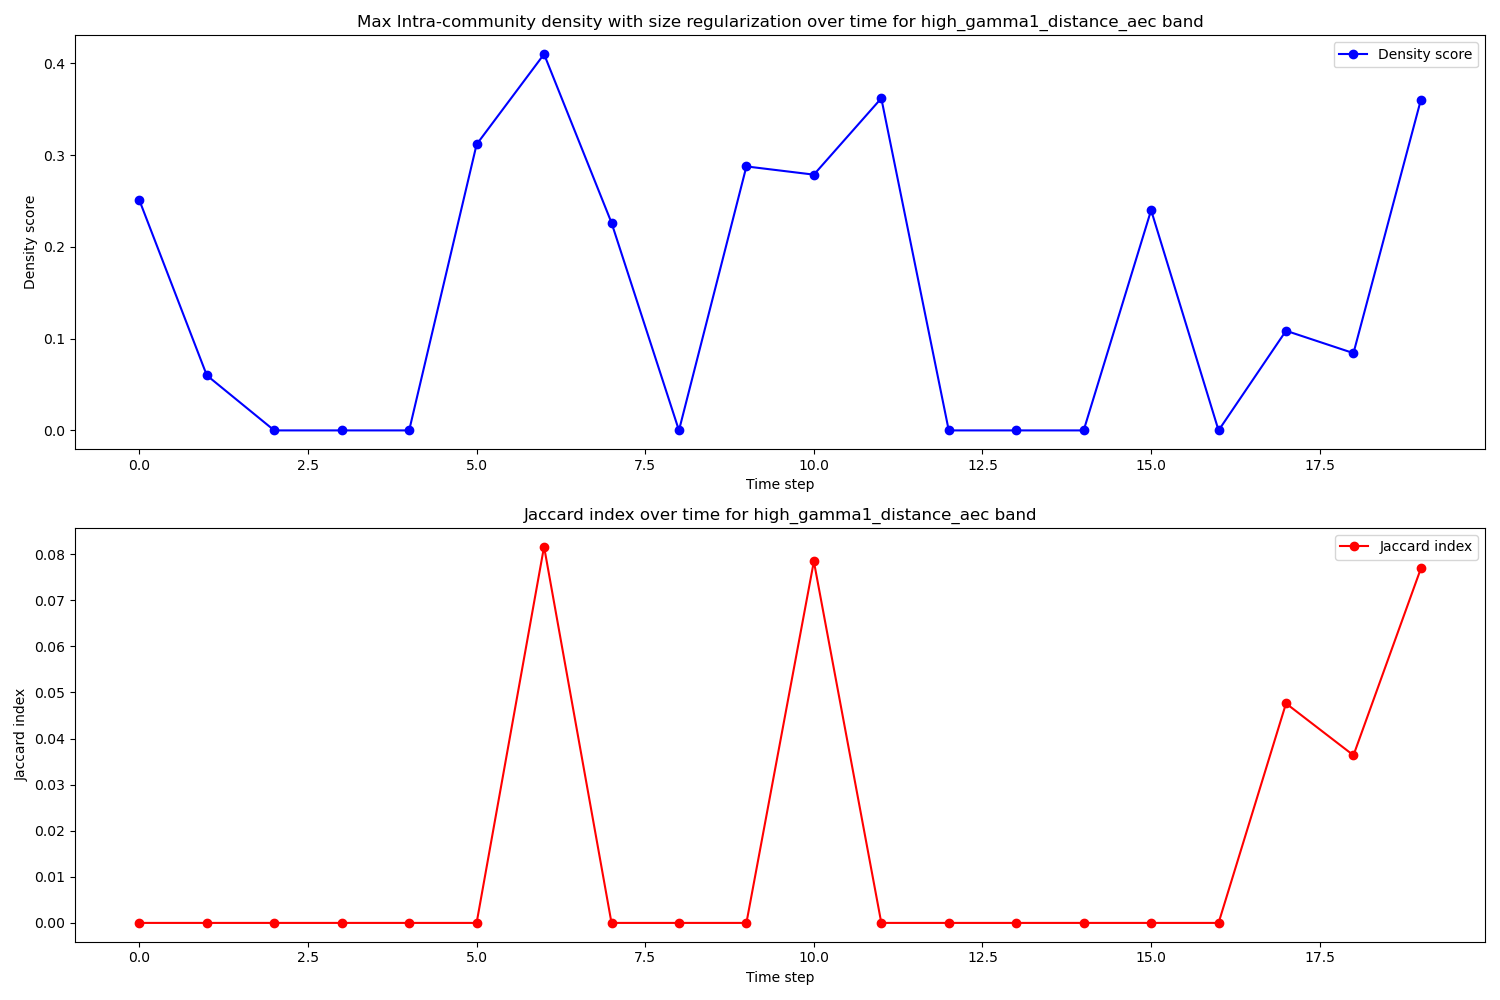 Max Intra-community density with size regularization over time for high_gamma1_distance_aec band
Density score
0.4
0.3
0.2
0.1
0.0
Density score
0.0 2.5 5.0 7.5 10.0 12.5 15.0 17.5
Time step
Jaccard index over time for high_gamma1_distance_aec band
Jaccard index
0.08
0.07
0.06
0.05
0.04
0.03
0.02
0.01
0.00
Jaccard index
0.0 2.5 5.0 7.5 10.0 12.5 15.0 17.5
Time step